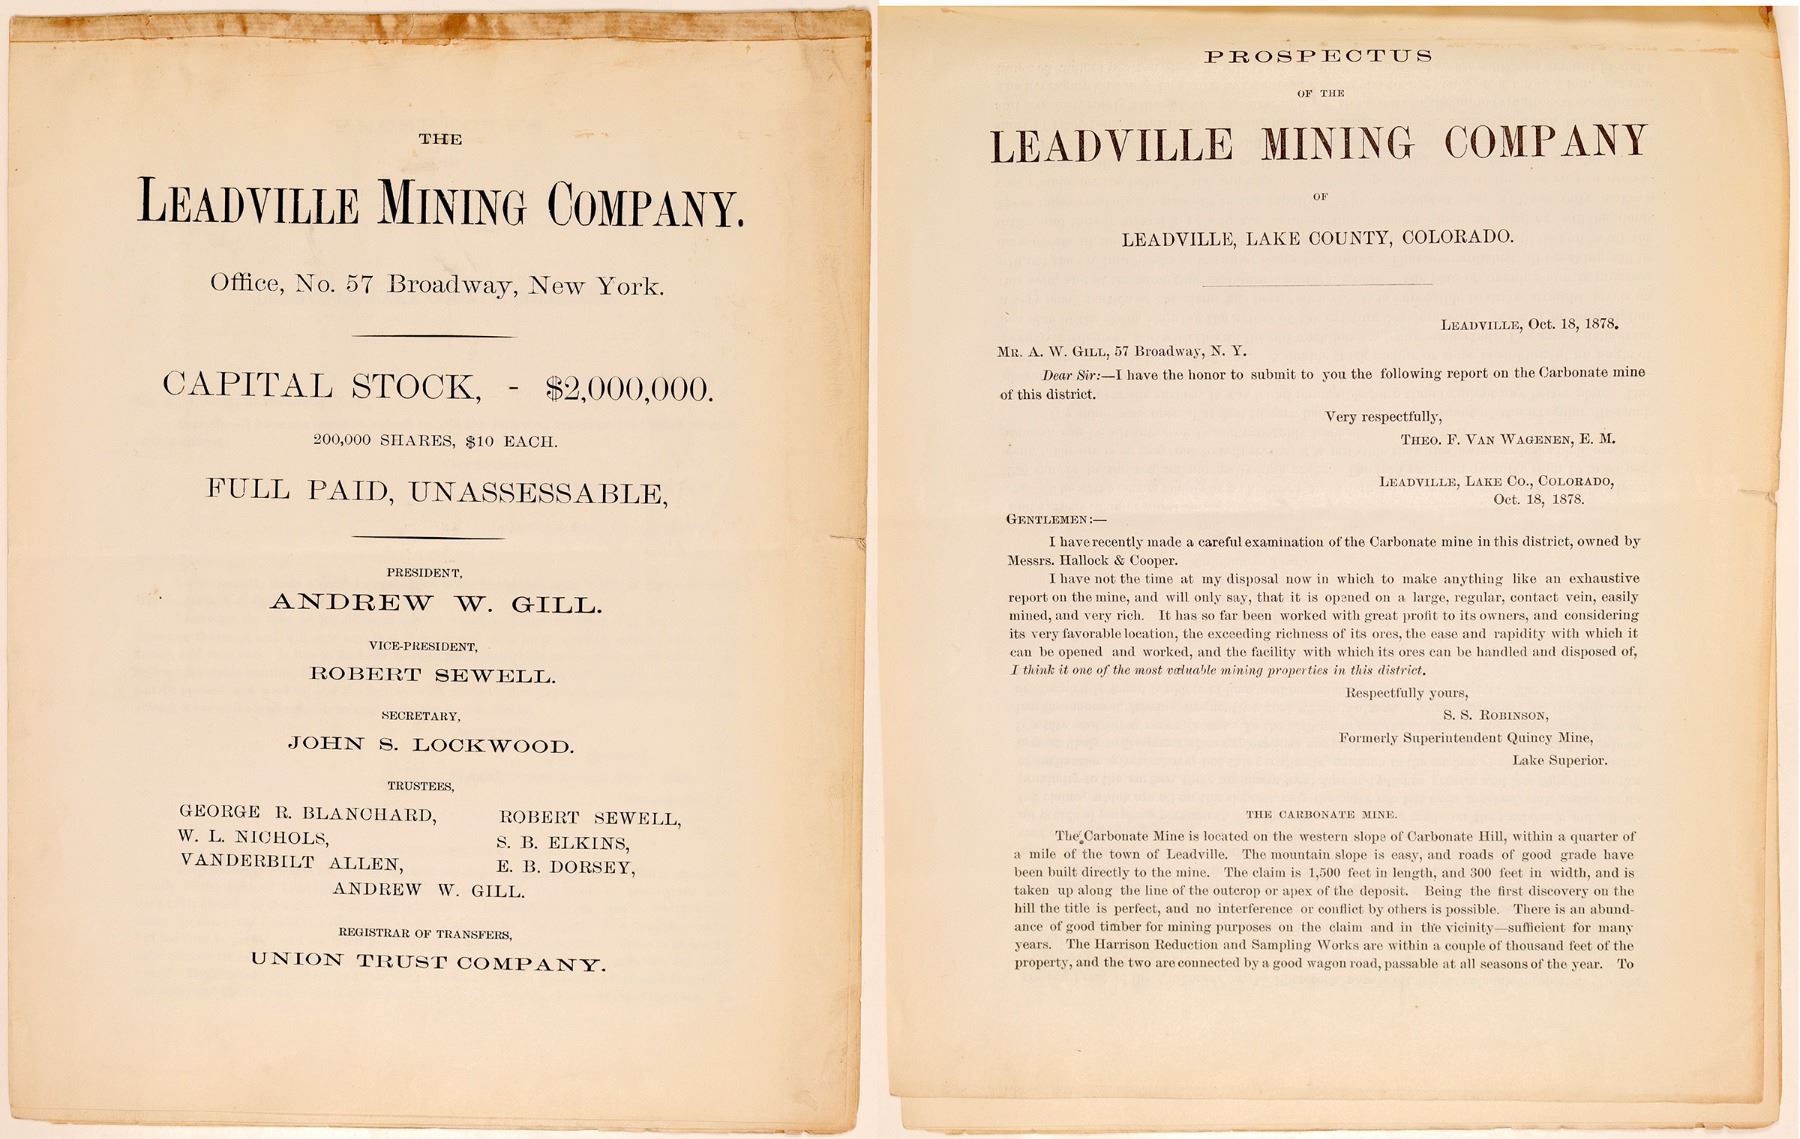 THE
LEADVILLE MINING COMPANY.
Office, No. 57 Broadway, New York.
CAPITAL STOCK, - $2,000,000.
200,000 SHARES, $10 EACH.
FULL PAID, UNASSESSABLE,
PRESIDENT,
ANDREW W. GILL.
VICE-PRESIDENT,
ROBERT SEWELL.
SECRETARY,
JOHN S. LOCKWOOD.
TRUSTEES,
GEORGE R. BLANCHARD, ROBERT SEWELL,
W. L. NICHOLS, S. B. ELKINS,
VANDERBILT ALLEN, E. B. DORSEY,
ANDREW W. GILL.
REGISTRAR OF TRANSFERS,
UNION TRUST COMPANY.
PROSPECTUS
OF THE
LEADVILLE MINING COMPANY
OF
LEADVILLE, LAKE COUNTY, COLORADO.
LEADVILLE, Oct. 18, 1878.
MR. A. W. GILL, 57 Broadway, N. Y.
Dear Sir:—I have the honor to submit to you the following report on the Carbonate mine
of this district.
Very respectfully,
THEO. F. VAN WAGENEN, E. M.
LEADVILLE, LAKE CO., COLORADO,
Oct. 18, 1878.
GENTLEMEN:—
I have recently made a careful examination of the Carbonate mine in this district, owned by
Messrs. Hallock & Cooper.
I have not the time at my disposal now in which to make anything like an exhaustive
report on the mine, and will only say, that it is opened on a large, regular, contact vein, easily
mined, and very rich. It has so far been worked with great profit to its owners, and considering
its very favorable location, the exceeding richness of its ores, the ease and rapidity with which it
can be opened and worked, and the facility with which its ores can be handled and disposed of,
I think it one of the most valuable mining properties in this district.
Respectfully yours,
S. S. ROBINSON,
Formerly Superintendent Quincy Mine,
Lake Superior.
THE CARBONATE MINE.
The Carbonate Mine is located on the western slope of Carbonate Hill, within a quarter of
a mile of the town of Leadville. The mountain slope is easy, and roads of good grade have
been built directly to the mine. The claim is 1,500 feet in length, and 300 feet in width, and is
taken up along the line of the outcrop or apex of the deposit. Being the first discovery on the
hill the title is perfect, and no interference or conflict by others is possible. There is an abund-
ance of good timber for mining purposes on the claim and in the vicinity—sufficient for many
years. The Harrison Reduction and Sampling Works are within a couple of thousand feet of the
property, and the two are connected by a good wagon road, passable at all seasons of the year. To